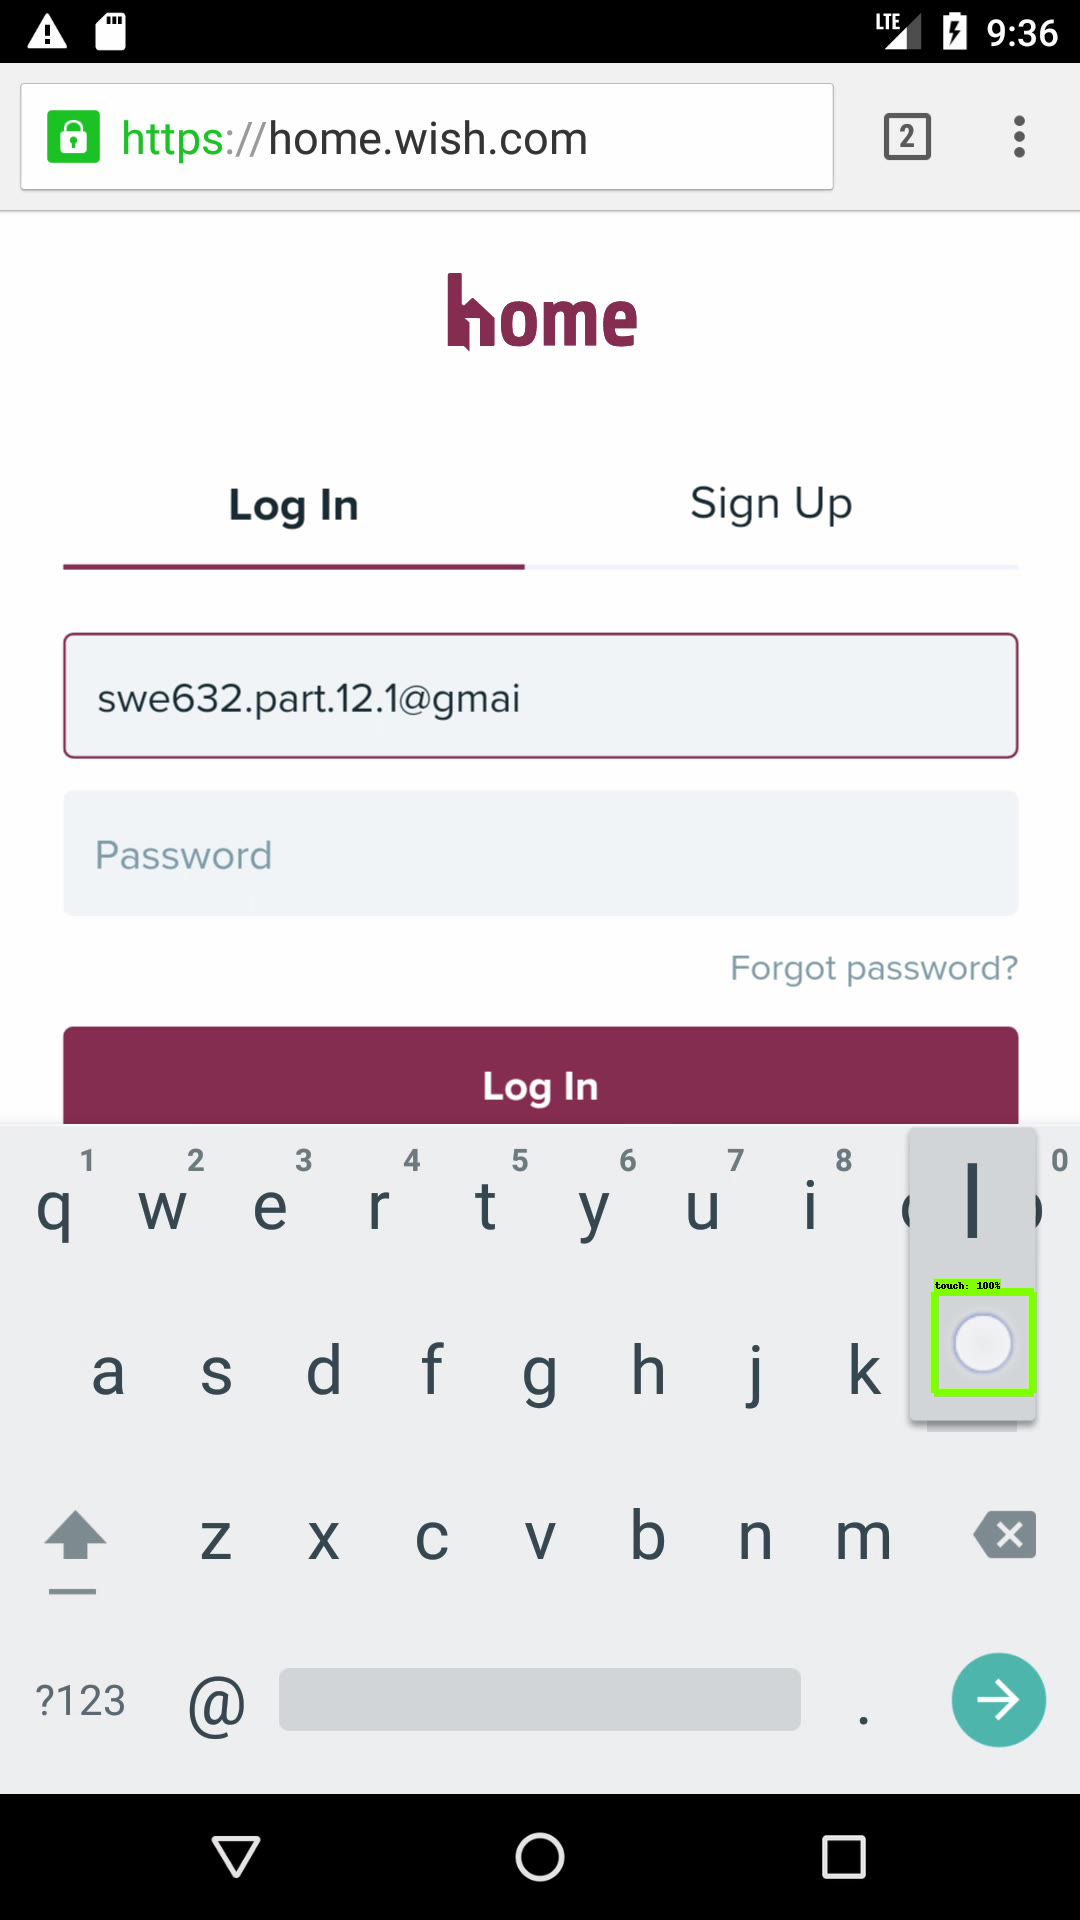 LTE 9:36
https://home.wish.com 2
home
Log In Sign Up
swe632.part.12.1@gmai
Password
Forgot password?
Log In
1 2 3 4 5 6 7 8 0
q w e r t y u i l
touch: 100%
a s d f g h j k
z x c v b n m
?123 @ .